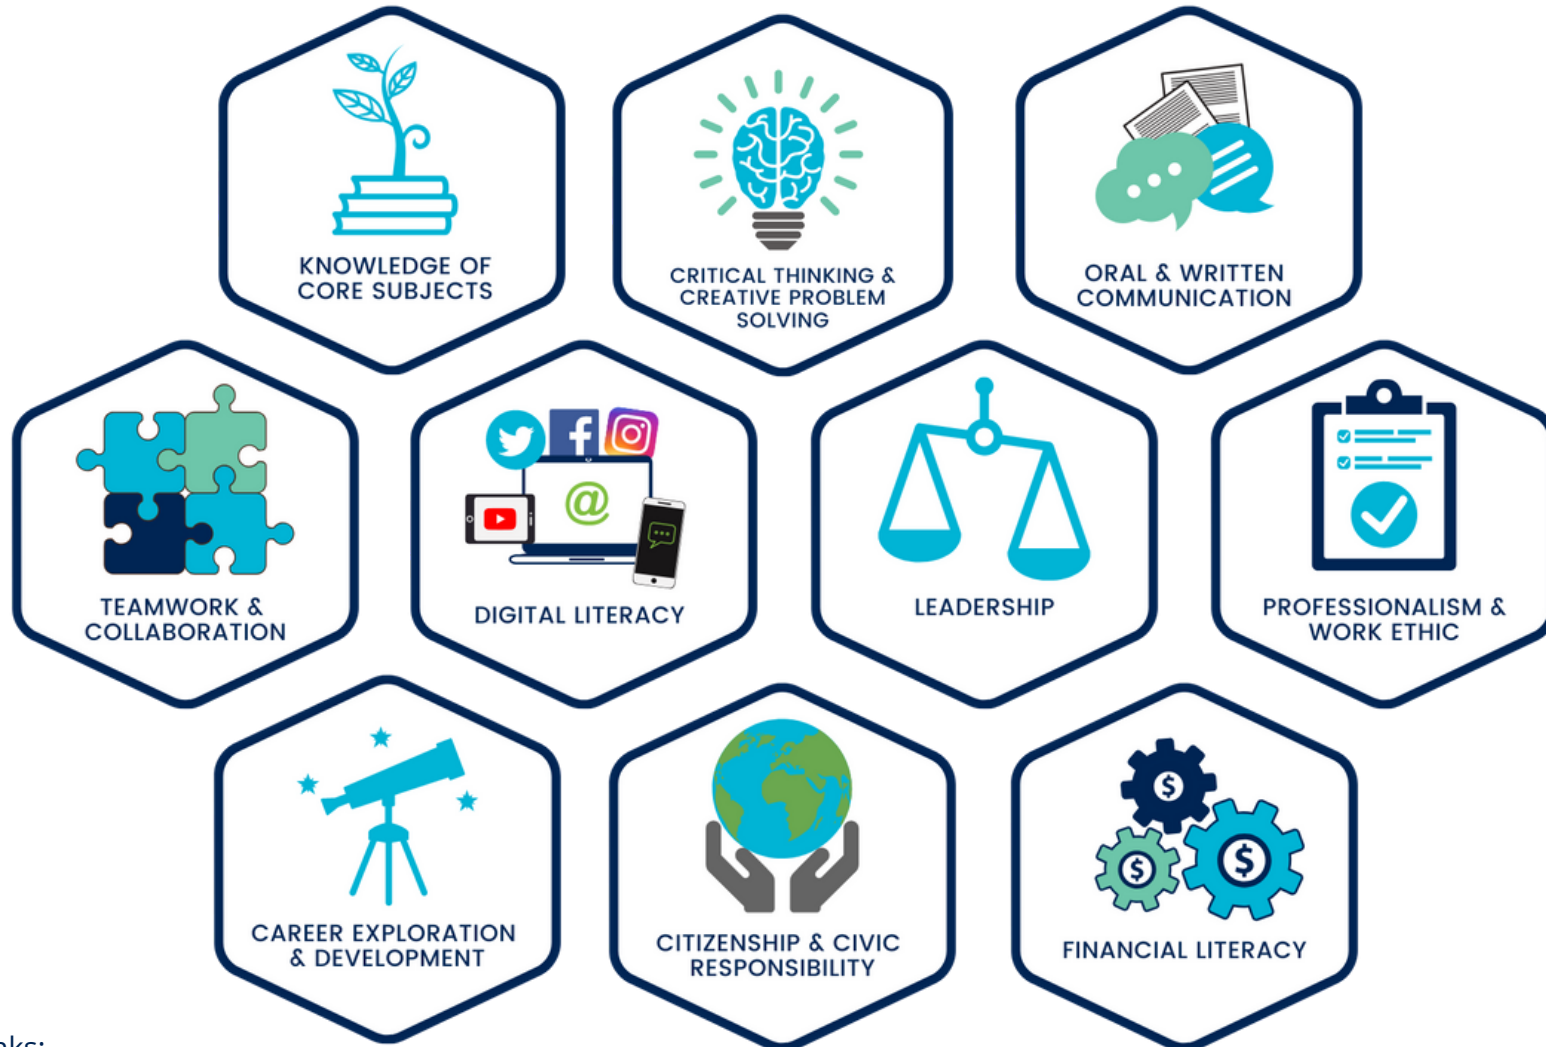 KNOWLEDGE OF
CORE SUBJECTS
CRITICAL THINKING &
CREATIVE PROBLEM
SOLVING
ORAL & WRITTEN
COMMUNICATION
TEAMWORK &
COLLABORATION
@
DIGITAL LITERACY
LEADERSHIP
PROFESSIONALISM &
WORK ETHIC
CAREER EXPLORATION
& DEVELOPMENT
CITIZENSHIP & CIVIC
RESPONSIBILITY
$
$
$
FINANCIAL LITERACY